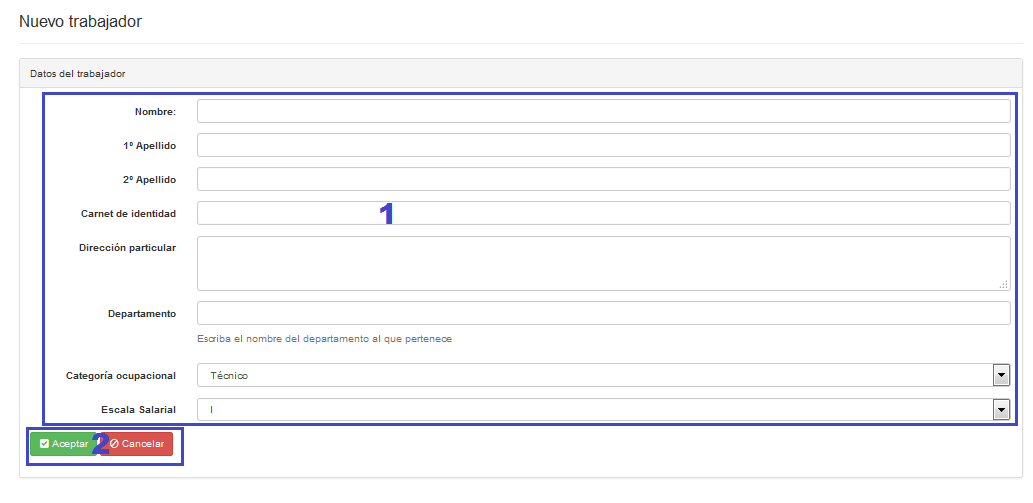 Nuevo trabajador
Datos del trabajador
Nombre:
1º Apellido
2º Apellido
Carnet de identidad
1
Dirección particular
Departamento
Escriba el nombre del departamento al que pertenece
Categoría ocupacional Técnico
Escala Salarial I
Aceptar 2 Cancelar